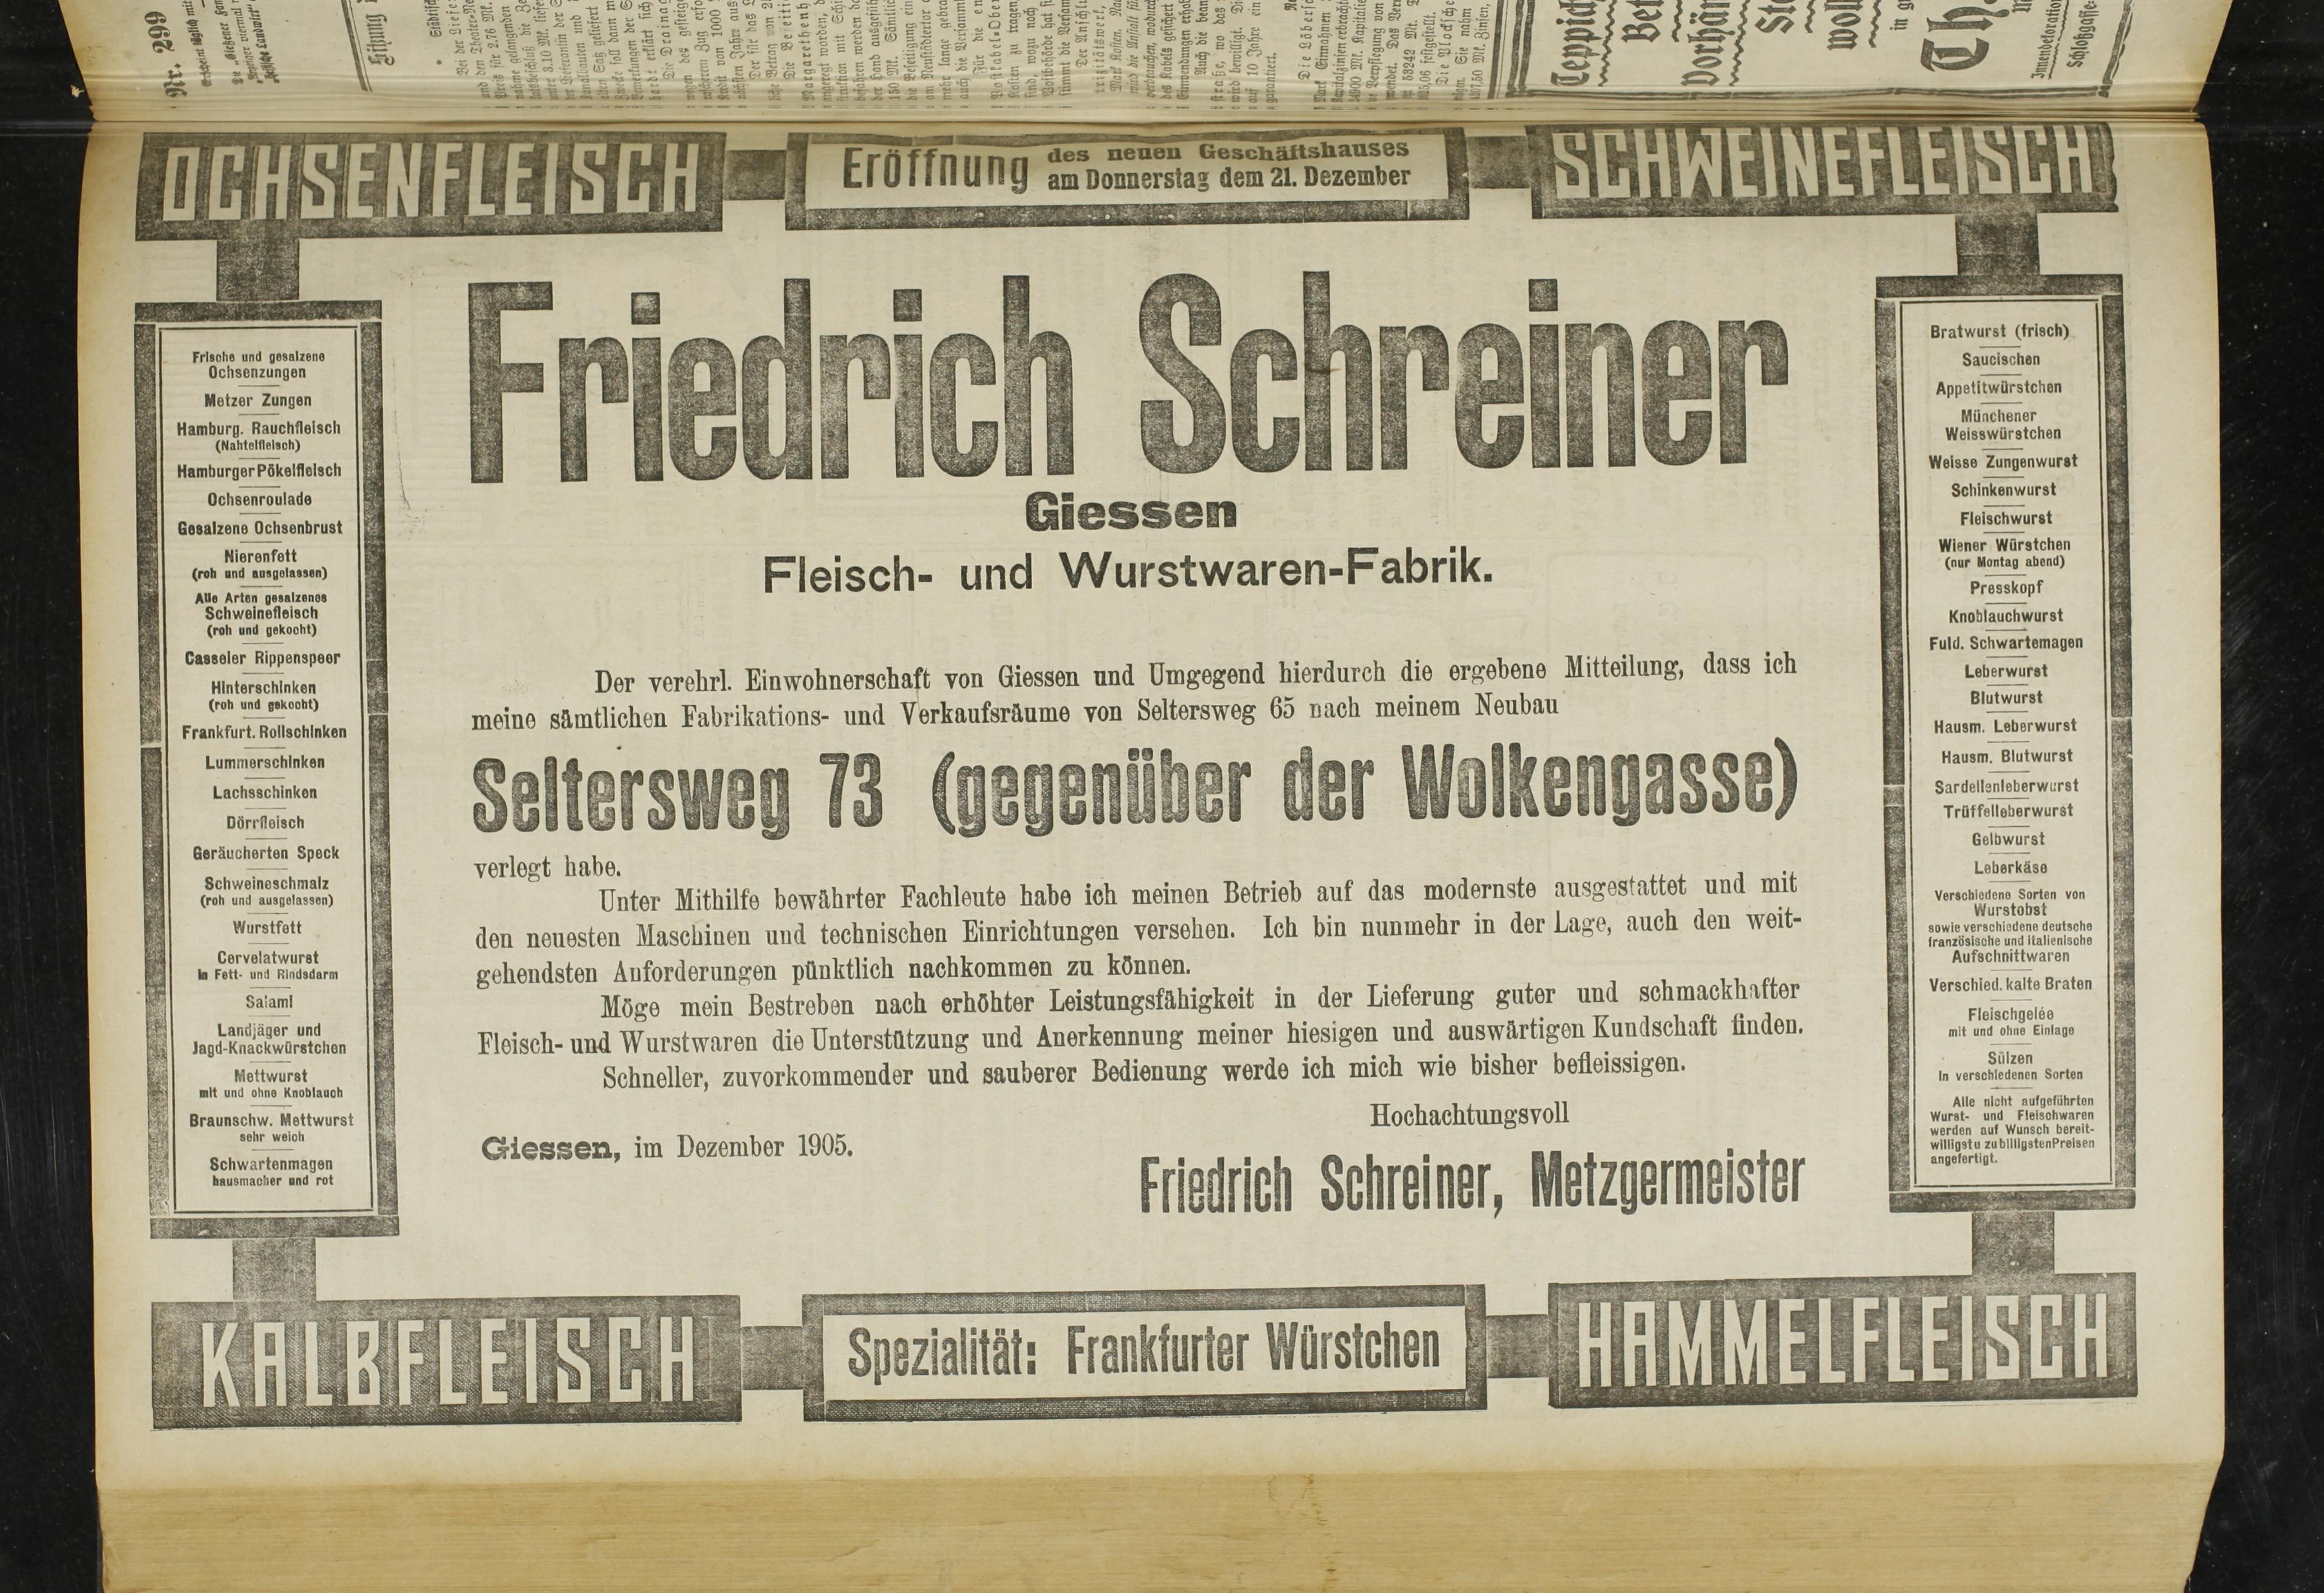 Nr. 299
OCHSENFLEISCH
Eröffnung des neuen Geschäftshauses
am Donnerstag dem 21. Dezember
SCHWEINEFLEISCH
Friedrich Schreiner
Giessen
Fleisch- und Wurstwaren-Fabrik.
Frische und gesalzene
Ochsenzungen
Metzer Zungen
Hamburg. Rauchfleisch
(Nahtelfleisch)
Hamburger Pökelfleisch
Ochsenroulade
Gesalzene Ochsenbrust
Nierenfett
(roh und ausgelassen)
Alle Arten gesalzenes
Schweinefleisch
(roh und gekocht)
Casseler Rippenspeer
Hinterschinken
(roh und gekocht)
Frankfurt. Rollschinken
Lummerschinken
Lachsschinken
Dörrfleisch
Geräucherten Speck
Schweineschmalz
(roh und ausgelassen)
Wurstfett
Cervelatwurst
in Fett- und Rindsdarm
Salami
Landjäger und
Jagd-Knackwürstchen
Mettwurst
mit und ohne Knoblauch
Braunschw. Mettwurst
sehr weich
Schwartenmagen
hausmacher und rot
Der verehrl. Einwohnerschaft von Giessen und Umgegend hierdurch die ergebene Mitteilung, dass ich
meine sämtlichen Fabrikations- und Verkaufsräume von Seltersweg 65 nach meinem Neubau
Seltersweg 73 (gegenüber der Wolkengasse)
verlegt habe.
Unter Mithilfe bewährter Fachleute habe ich meinen Betrieb auf das modernste ausgestattet und mit
den neuesten Maschinen und technischen Einrichtungen versehen. Ich bin nunmehr in der Lage, auch den weit-
gehendsten Anforderungen pünktlich nachkommen zu können.
Möge mein Bestreben nach erhöhter Leistungsfähigkeit in der Lieferung guter und schmackhafter
Fleisch- und Wurstwaren die Unterstützung und Anerkennung meiner hiesigen und auswärtigen Kundschaft finden.
Schneller, zuvorkommender und sauberer Bedienung werde ich mich wie bisher befleissigen.
Hochachtungsvoll
Giessen, im Dezember 1905.
Friedrich Schreiner, Metzgermeister
Bratwurst (frisch)
Saucischen
Appetitwürstchen
Münchener
Weisswürstchen
Weisse Zungenwurst
Schinkenwurst
Fleischwurst
Wiener Würstchen
(nur Montag abend)
Presskopf
Knoblauchwurst
Fuld. Schwartemagen
Leberwurst
Blutwurst
Hausm. Leberwurst
Hausm. Blutwurst
Sardellenleberwurst
Trüffelleberwurst
Gelbwurst
Leberkäse
Verschiedene Sorten von
Wurstobst
sowie verschiedene deutsche
französische und italienische
Aufschnittwaren
Verschied. kalte Braten
Fleischgelée
mit und ohne Einlage
Sülzen
in verschiedenen Sorten
Alle nicht aufgeführten
Wurst- und Fleischwaren
werden auf Wunsch bereit-
willigst u zu billigsten Preisen
angefertigt.
KALBFLEISCH
Spezialität: Frankfurter Würstchen
HAMMELFLEISCH